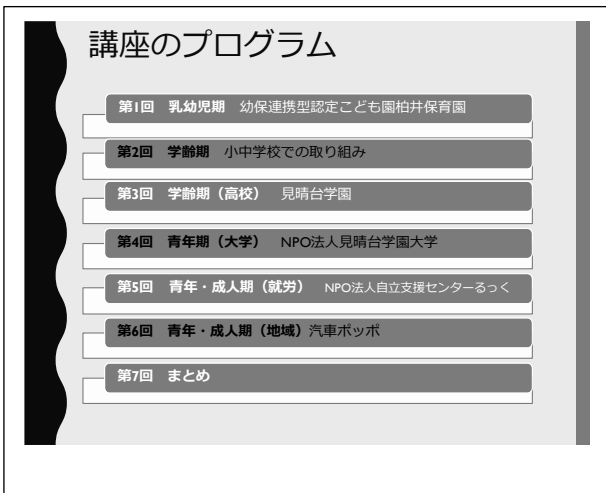 講座のプログラム
第1回　乳幼児期　幼保連携型認定こども園柏井保育園
第2回　学齢期　小中学校での取り組み
第3回　学齢期（高校）　見晴台学園
第4回　青年期（大学）　NPO法人見晴台学園大学
第5回　青年・成人期（就労）　NPO法人自立支援センターるっく
第6回　青年・成人期（地域）汽車ポッポ
第7回　まとめ